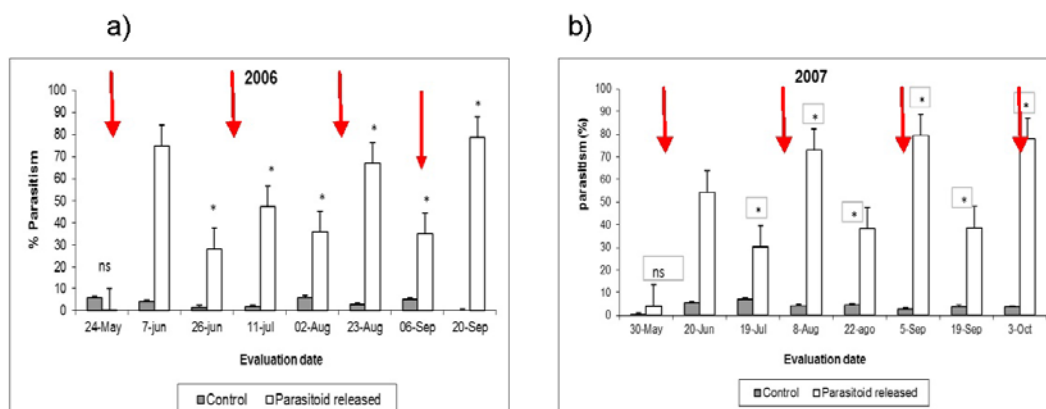 a)
2006
% Parasitism
100
90
80
70
60
50
40
30
20
10
0
ns
*
*
*
*
*
*
24-May
7-jun
26-jun
11-jul
02-Aug
23-Aug
06-Sep
20-Sep
Evaluation date
Control
Parasitoid released
b)
2007
parasitism (%)
100
90
80
70
60
50
40
30
20
10
0
ns
*
*
*
*
*
*
30-May
20-Jun
19-Jul
8-Aug
22-ago
5-Sep
19-Sep
3-Oct
Evaluation date
Control
Parasitoid released